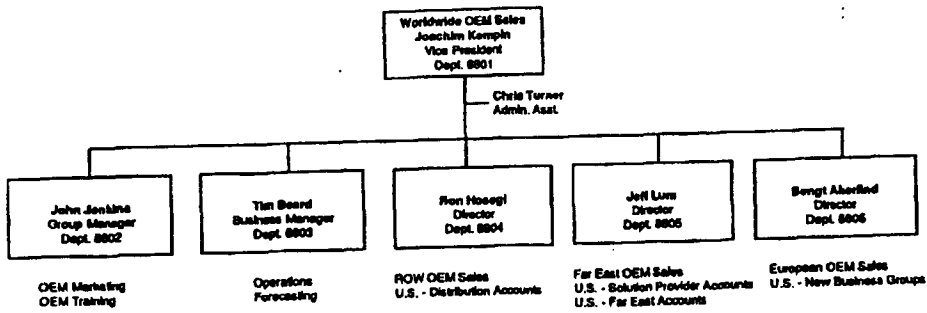 Worldwide OEM Sales
Joachim Kempin
Vice President
Dept. 8801
Chris Turner
Admin. Asst.
John Jenkins
Group Manager
Dept. 8802
OEM Marketing
OEM Training
Tim Beard
Business Manager
Dept. 8803
Operations
Forecasting
Ron Hosogi
Director
Dept. 8804
ROW OEM Sales
U.S. - Distribution Accounts
Jeff Lum
Director
Dept. 8805
Far East OEM Sales
U.S. - Solution Provider Accounts
U.S. - Far East Accounts
Bengt Akerlind
Director
Dept. 8806
European OEM Sales
U.S. - New Business Groups